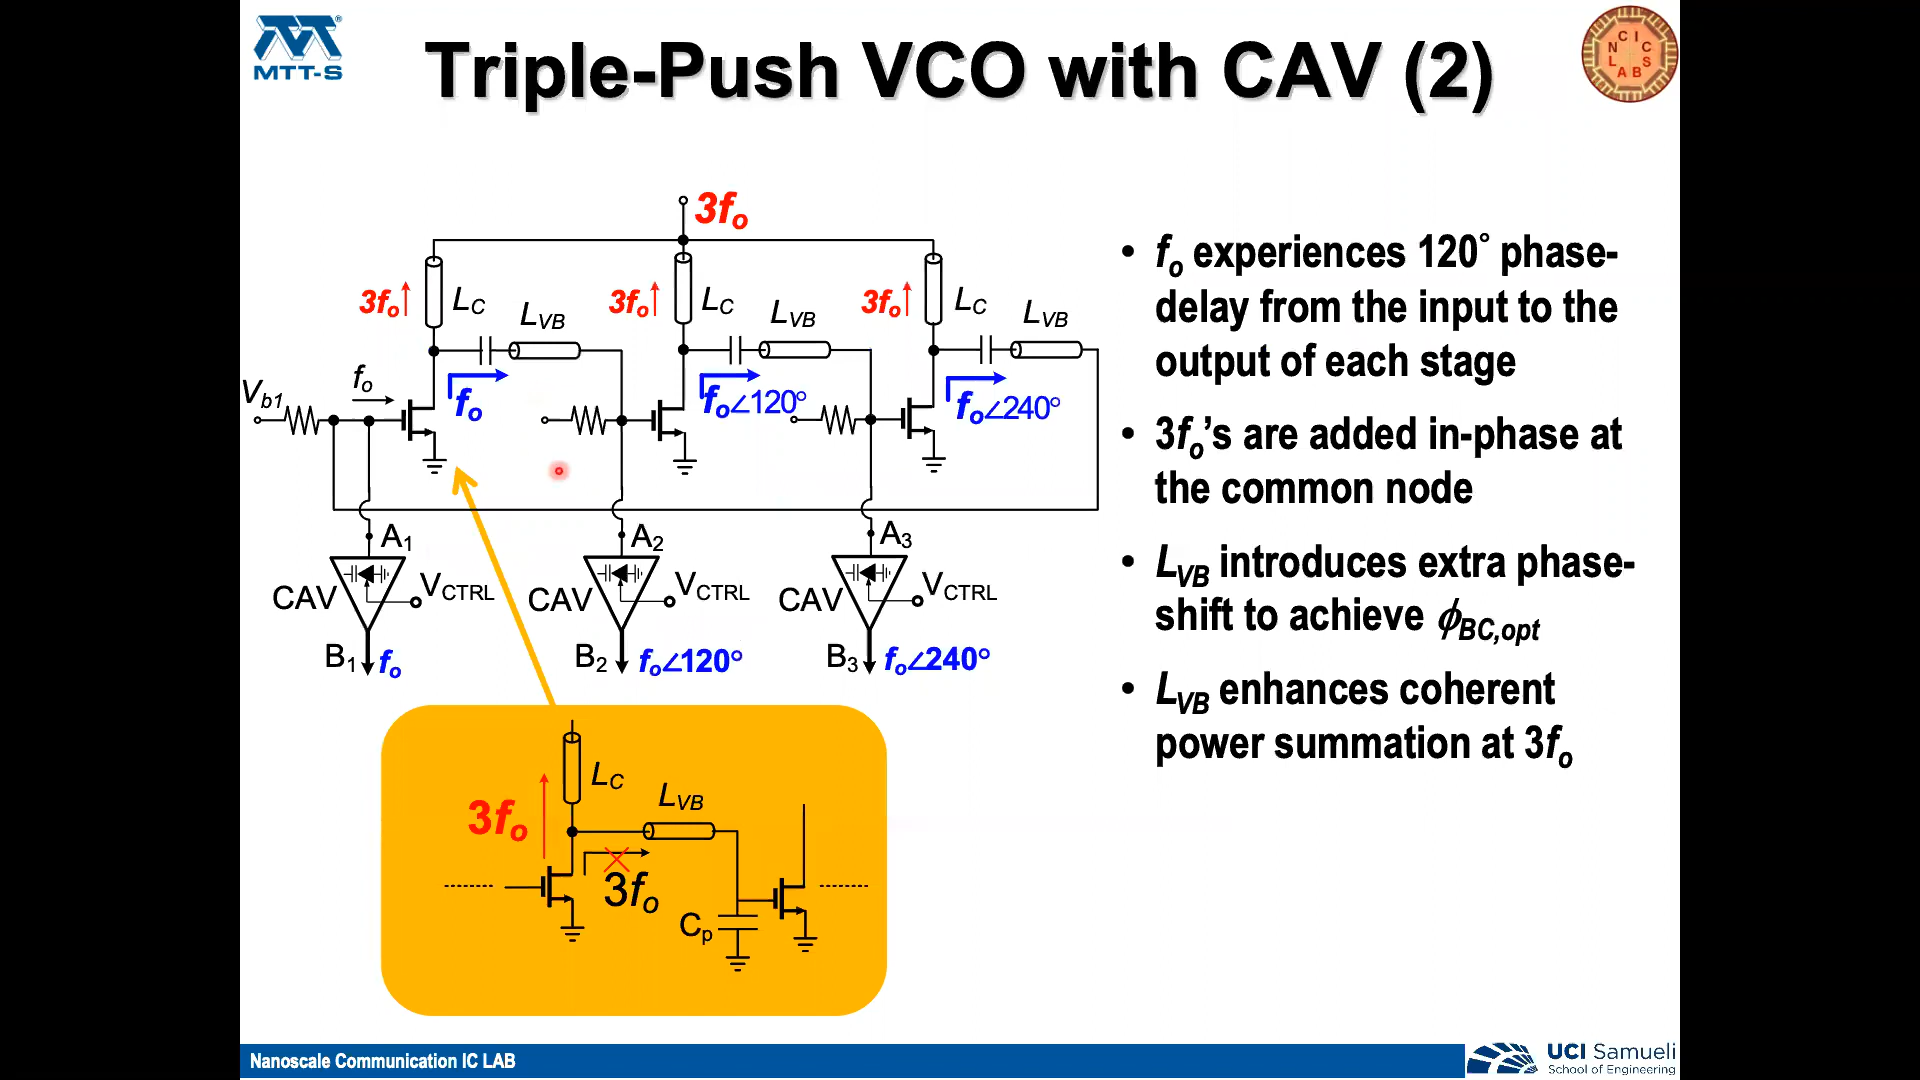 MTT-S
Triple-Push VCO with CAV (2)
NCIC LABS
3fo
3fo LC LVB 3fo LC LVB 3fo LC LVB
Vb1 fo fo fo∠120° fo∠240°
A1 A2 A3
CAV VCTRL CAV VCTRL CAV VCTRL
B1 fo B2 fo∠120° B3 fo∠240°
LC
3fo LVB
3fo
Cp
• fo experiences 120° phase-
delay from the input to the
output of each stage
• 3fo's are added in-phase at
the common node
• LVB introduces extra phase-
shift to achieve ϕBC,opt
• LVB enhances coherent
power summation at 3fo
Nanoscale Communication IC LAB
UCI Samueli
School of Engineering